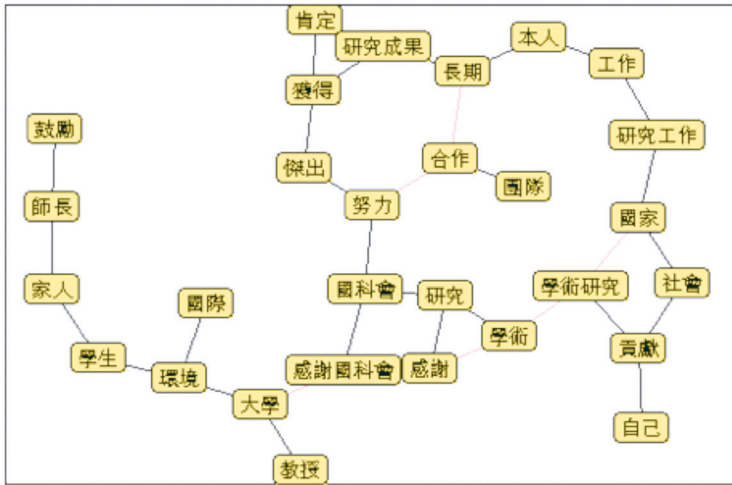 肯定
研究成果
本人
長期
工作
獲得
鼓勵
研究工作
合作
傑出
團隊
師長
努力
國家
家人
國科會
研究
學術研究
社會
國際
學術
學生
感謝國科會
感謝
貢獻
環境
大學
自己
教授